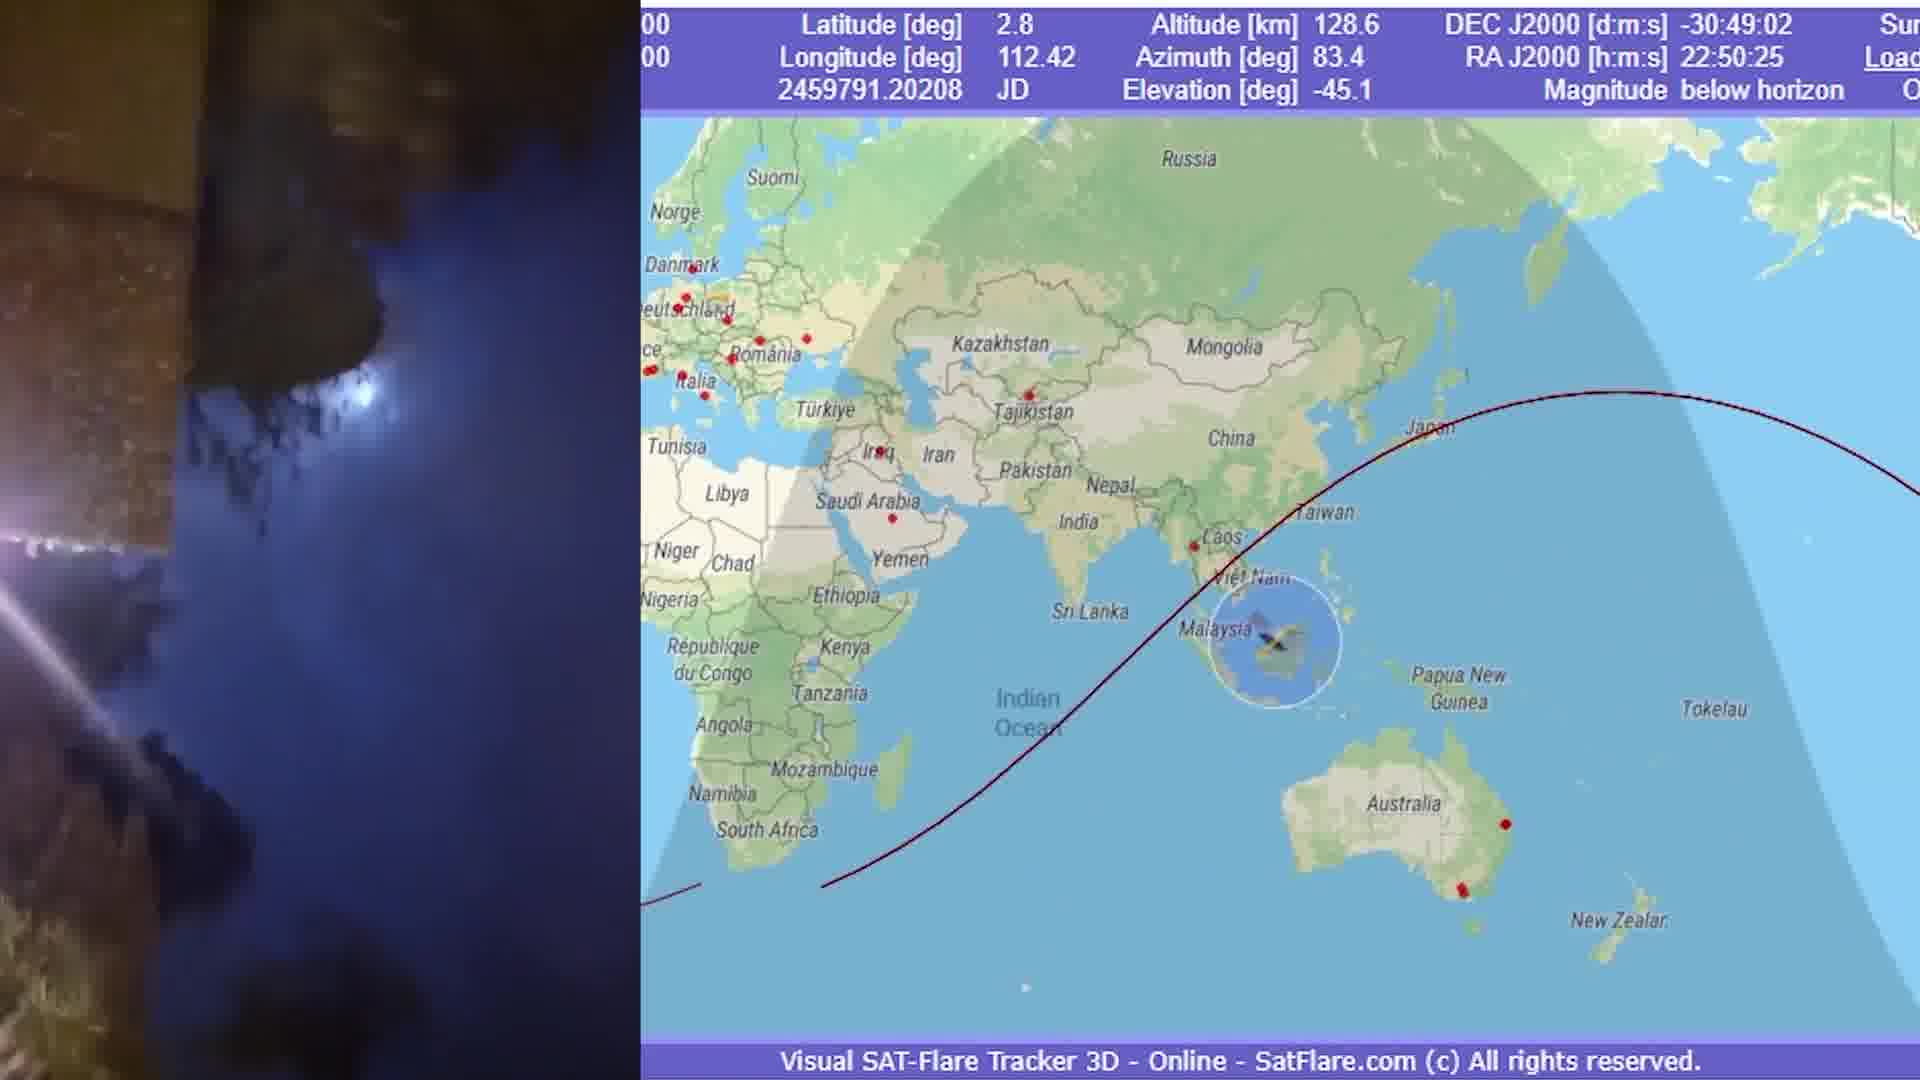 00 Latitude [deg] 2.8 Altitude [km] 128.6 DEC J2000 [d:m:s] -30:49:02 Sun
00 Longitude [deg] 112.42 Azimuth [deg] 83.4 RA J2000 [h:m:s] 22:50:25 Load
2459791.20208 JD Elevation [deg] -45.1 Magnitude below horizon O
Russia
Suomi
Norge
Danmark
eutschland
Kazakhstan
Mongolia
ce
România
Italia
Türkiye
Tajikistan
Japan
China
Tunisia
Iraq
Iran
Pakistan
Nepal
Libya
Saudi Arabia
India
Taiwan
Laos
Niger
Chad
Yemen
Việt Nam
Nigeria
Ethiopia
Sri Lanka
Malaysia
République
du Congo
Kenya
Papua New
Guinea
Tanzania
Indian
Ocean
Tokelau
Angola
Mozambique
Namibia
Australia
South Africa
New Zealan
Visual SAT-Flare Tracker 3D - Online - SatFlare.com (c) All rights reserved.